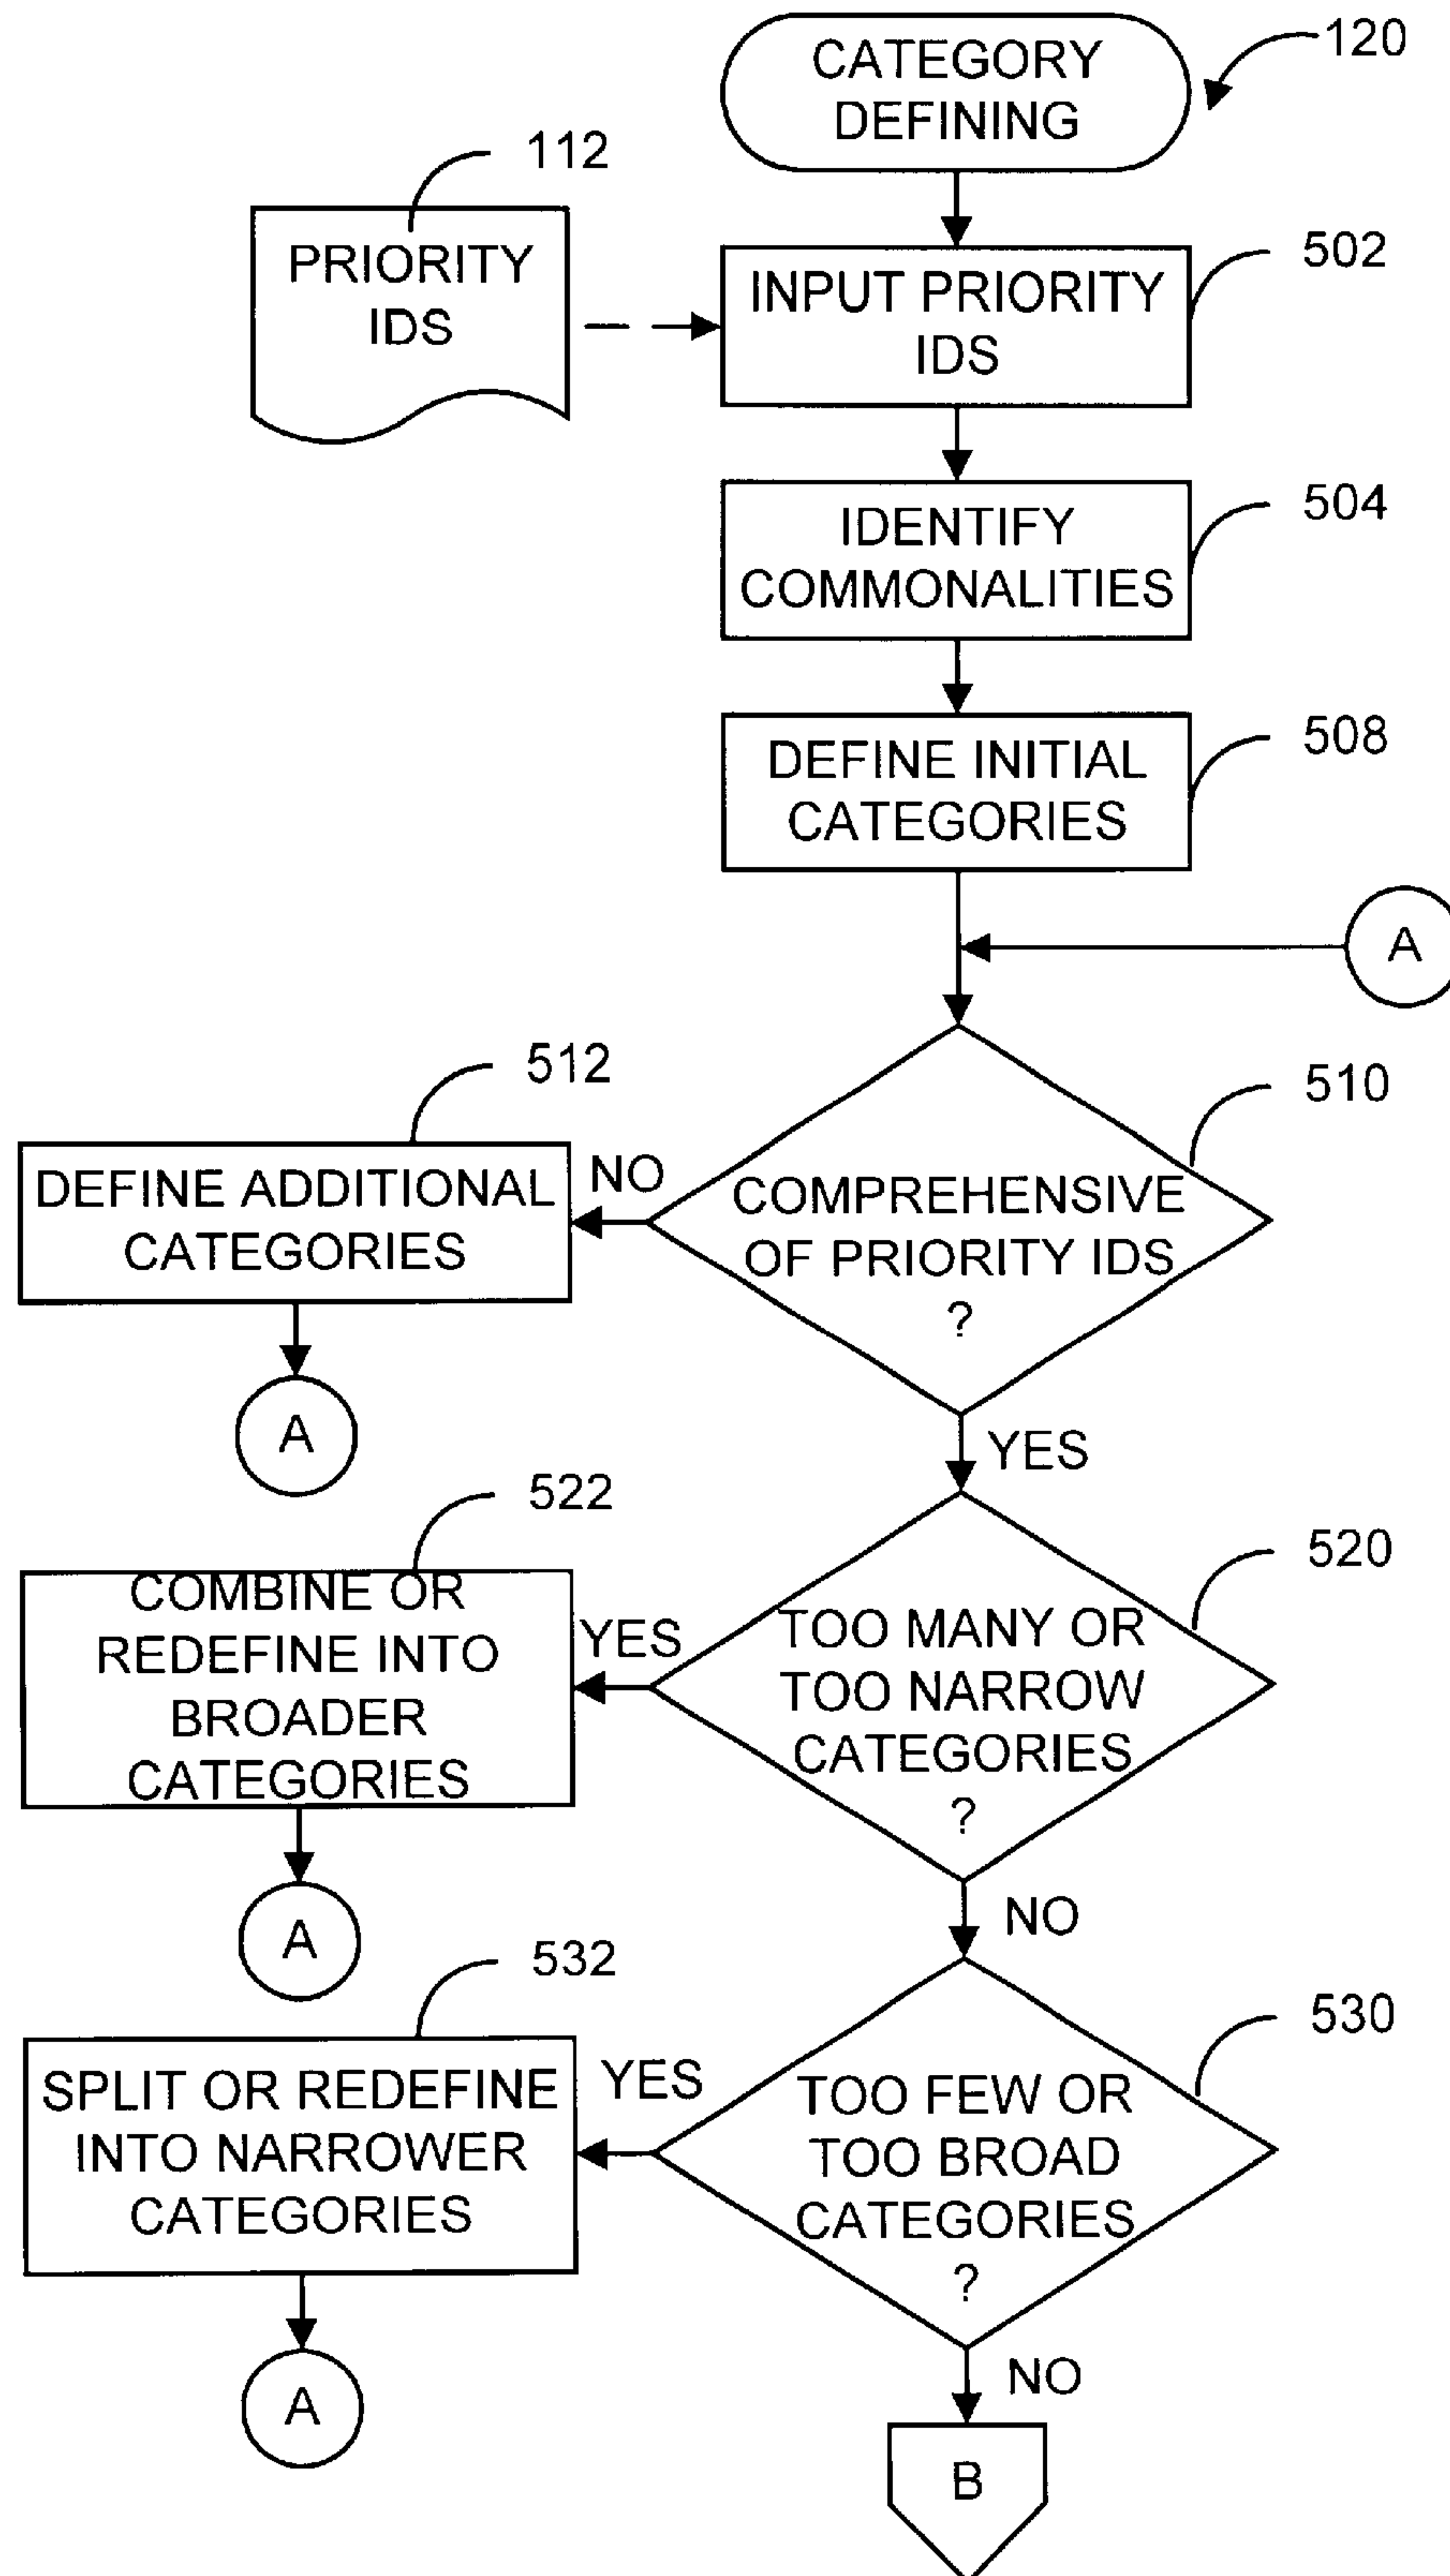 CATEGORY
DEFINING
120
112
PRIORITY
IDS
INPUT PRIORITY
IDS
502
IDENTIFY
COMMONALITIES
504
DEFINE INITIAL
CATEGORIES
508
A
512
DEFINE ADDITIONAL
CATEGORIES
NO
COMPREHENSIVE
OF PRIORITY IDS
?
510
A
YES
522
COMBINE OR
REDEFINE INTO
BROADER
CATEGORIES
YES
TOO MANY OR
TOO NARROW
CATEGORIES
?
520
A
NO
532
SPLIT OR REDEFINE
INTO NARROWER
CATEGORIES
YES
TOO FEW OR
TOO BROAD
CATEGORIES
?
530
A
NO
B